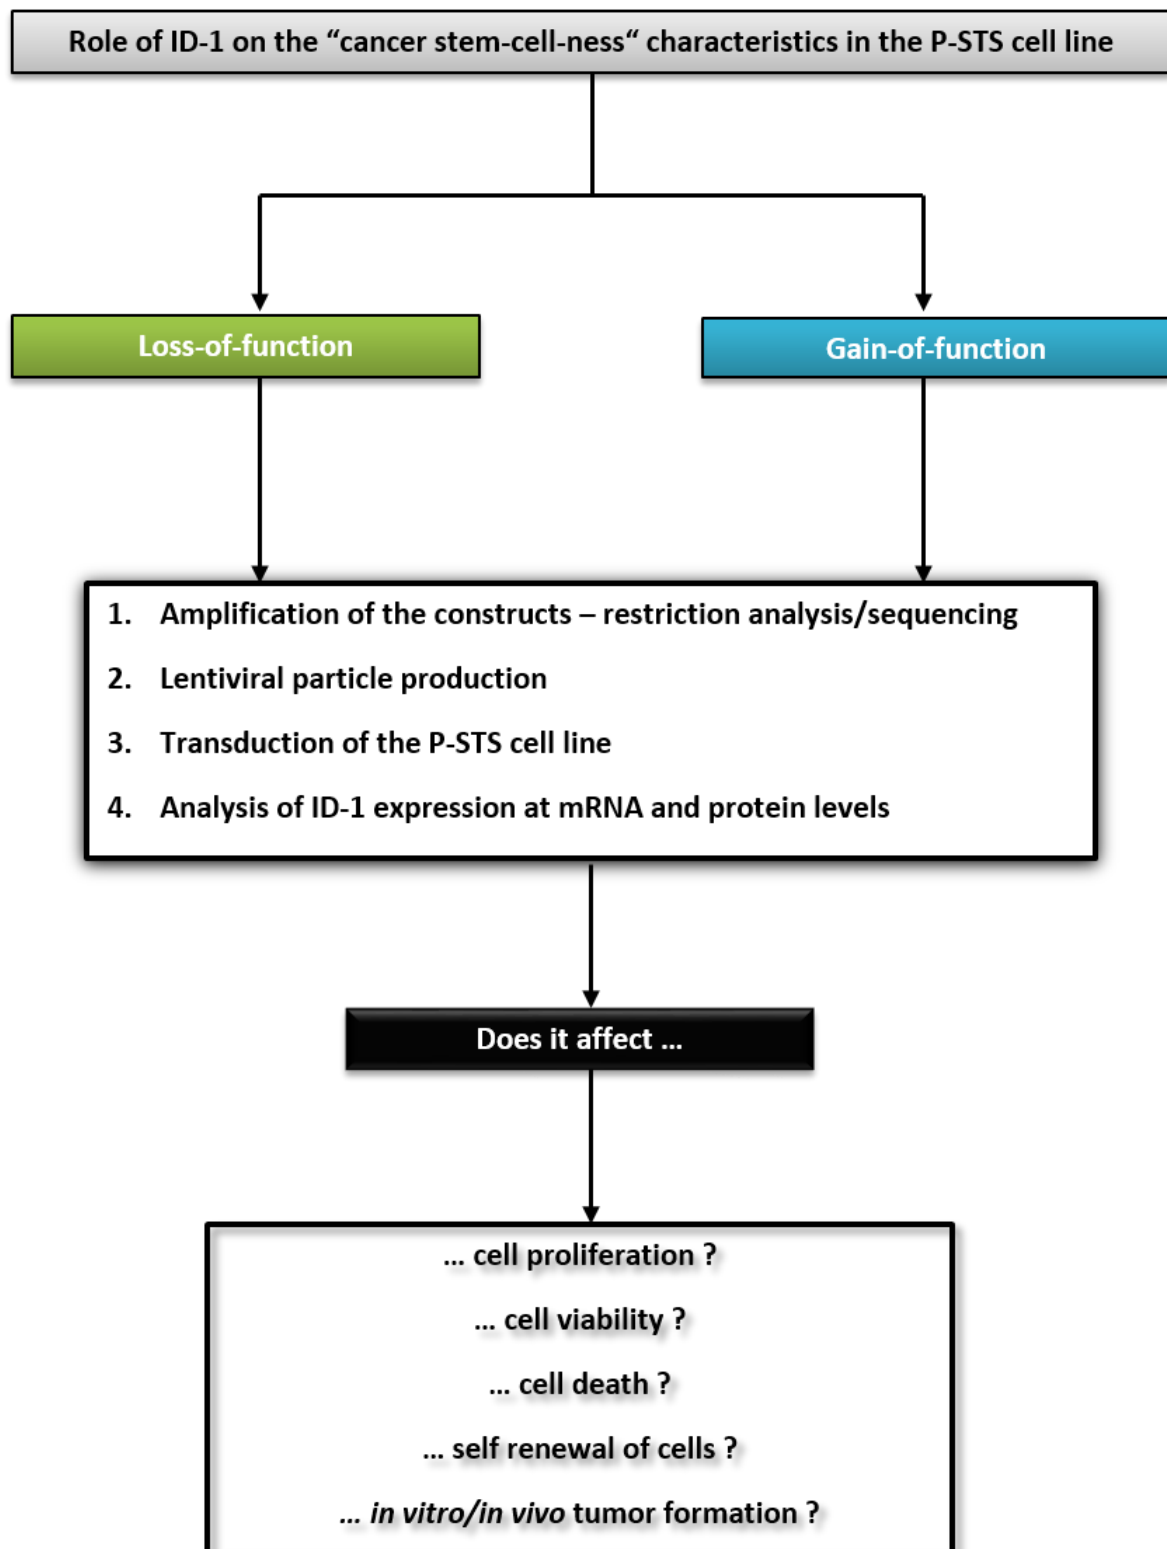 Role of ID-1 on the “cancer stem-cell-ness“ characteristics in the P-STS cell line
Loss-of-function
Gain-of-function
1. Amplification of the constructs – restriction analysis/sequencing
2. Lentiviral particle production
3. Transduction of the P-STS cell line
4. Analysis of ID-1 expression at mRNA and protein levels
Does it affect ...
... cell proliferation ?
... cell viability ?
... cell death ?
... self renewal of cells ?
... in vitro/in vivo tumor formation ?